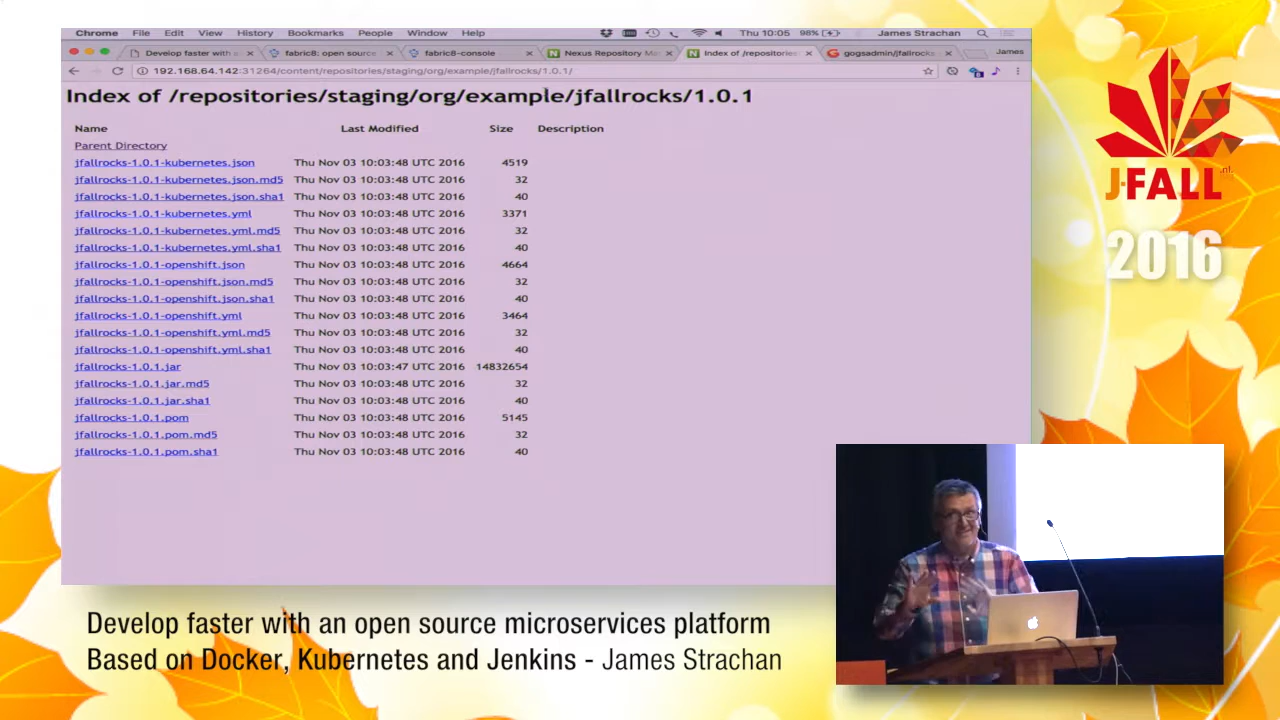 Chrome File Edit View History Bookmarks People Window Help Thu 10:05 98% James Strachan
Develop faster with fabric8: open source fabric8-console Nexus Repository Ma Index of /repositories gogsadmin/jfallrocks James
192.168.64.142:31264/content/repositories/staging/org/example/jfallrocks/1.0.1/
Index of /repositories/staging/org/example/jfallrocks/1.0.1
Name Last Modified Size Description
Parent Directory
jfallrocks-1.0.1-kubernetes.json Thu Nov 03 10:03:48 UTC 2016 4519
jfallrocks-1.0.1-kubernetes.json.md5 Thu Nov 03 10:03:48 UTC 2016 32
jfallrocks-1.0.1-kubernetes.json.sha1 Thu Nov 03 10:03:48 UTC 2016 40
jfallrocks-1.0.1-kubernetes.yml Thu Nov 03 10:03:48 UTC 2016 3371
jfallrocks-1.0.1-kubernetes.yml.md5 Thu Nov 03 10:03:48 UTC 2016 32
jfallrocks-1.0.1-kubernetes.yml.sha1 Thu Nov 03 10:03:48 UTC 2016 40
jfallrocks-1.0.1-openshift.json Thu Nov 03 10:03:48 UTC 2016 4664
jfallrocks-1.0.1-openshift.json.md5 Thu Nov 03 10:03:48 UTC 2016 32
jfallrocks-1.0.1-openshift.json.sha1 Thu Nov 03 10:03:48 UTC 2016 40
jfallrocks-1.0.1-openshift.yml Thu Nov 03 10:03:48 UTC 2016 3464
jfallrocks-1.0.1-openshift.yml.md5 Thu Nov 03 10:03:48 UTC 2016 32
jfallrocks-1.0.1-openshift.yml.sha1 Thu Nov 03 10:03:48 UTC 2016 40
jfallrocks-1.0.1.jar Thu Nov 03 10:03:47 UTC 2016 14832654
jfallrocks-1.0.1.jar.md5 Thu Nov 03 10:03:48 UTC 2016 32
jfallrocks-1.0.1.jar.sha1 Thu Nov 03 10:03:48 UTC 2016 40
jfallrocks-1.0.1.pom Thu Nov 03 10:03:48 UTC 2016 5145
jfallrocks-1.0.1.pom.md5 Thu Nov 03 10:03:48 UTC 2016 32
jfallrocks-1.0.1.pom.sha1 Thu Nov 03 10:03:48 UTC 2016 40
J-FALL .nl
2016
Develop faster with an open source microservices platform
Based on Docker, Kubernetes and Jenkins - James Strachan